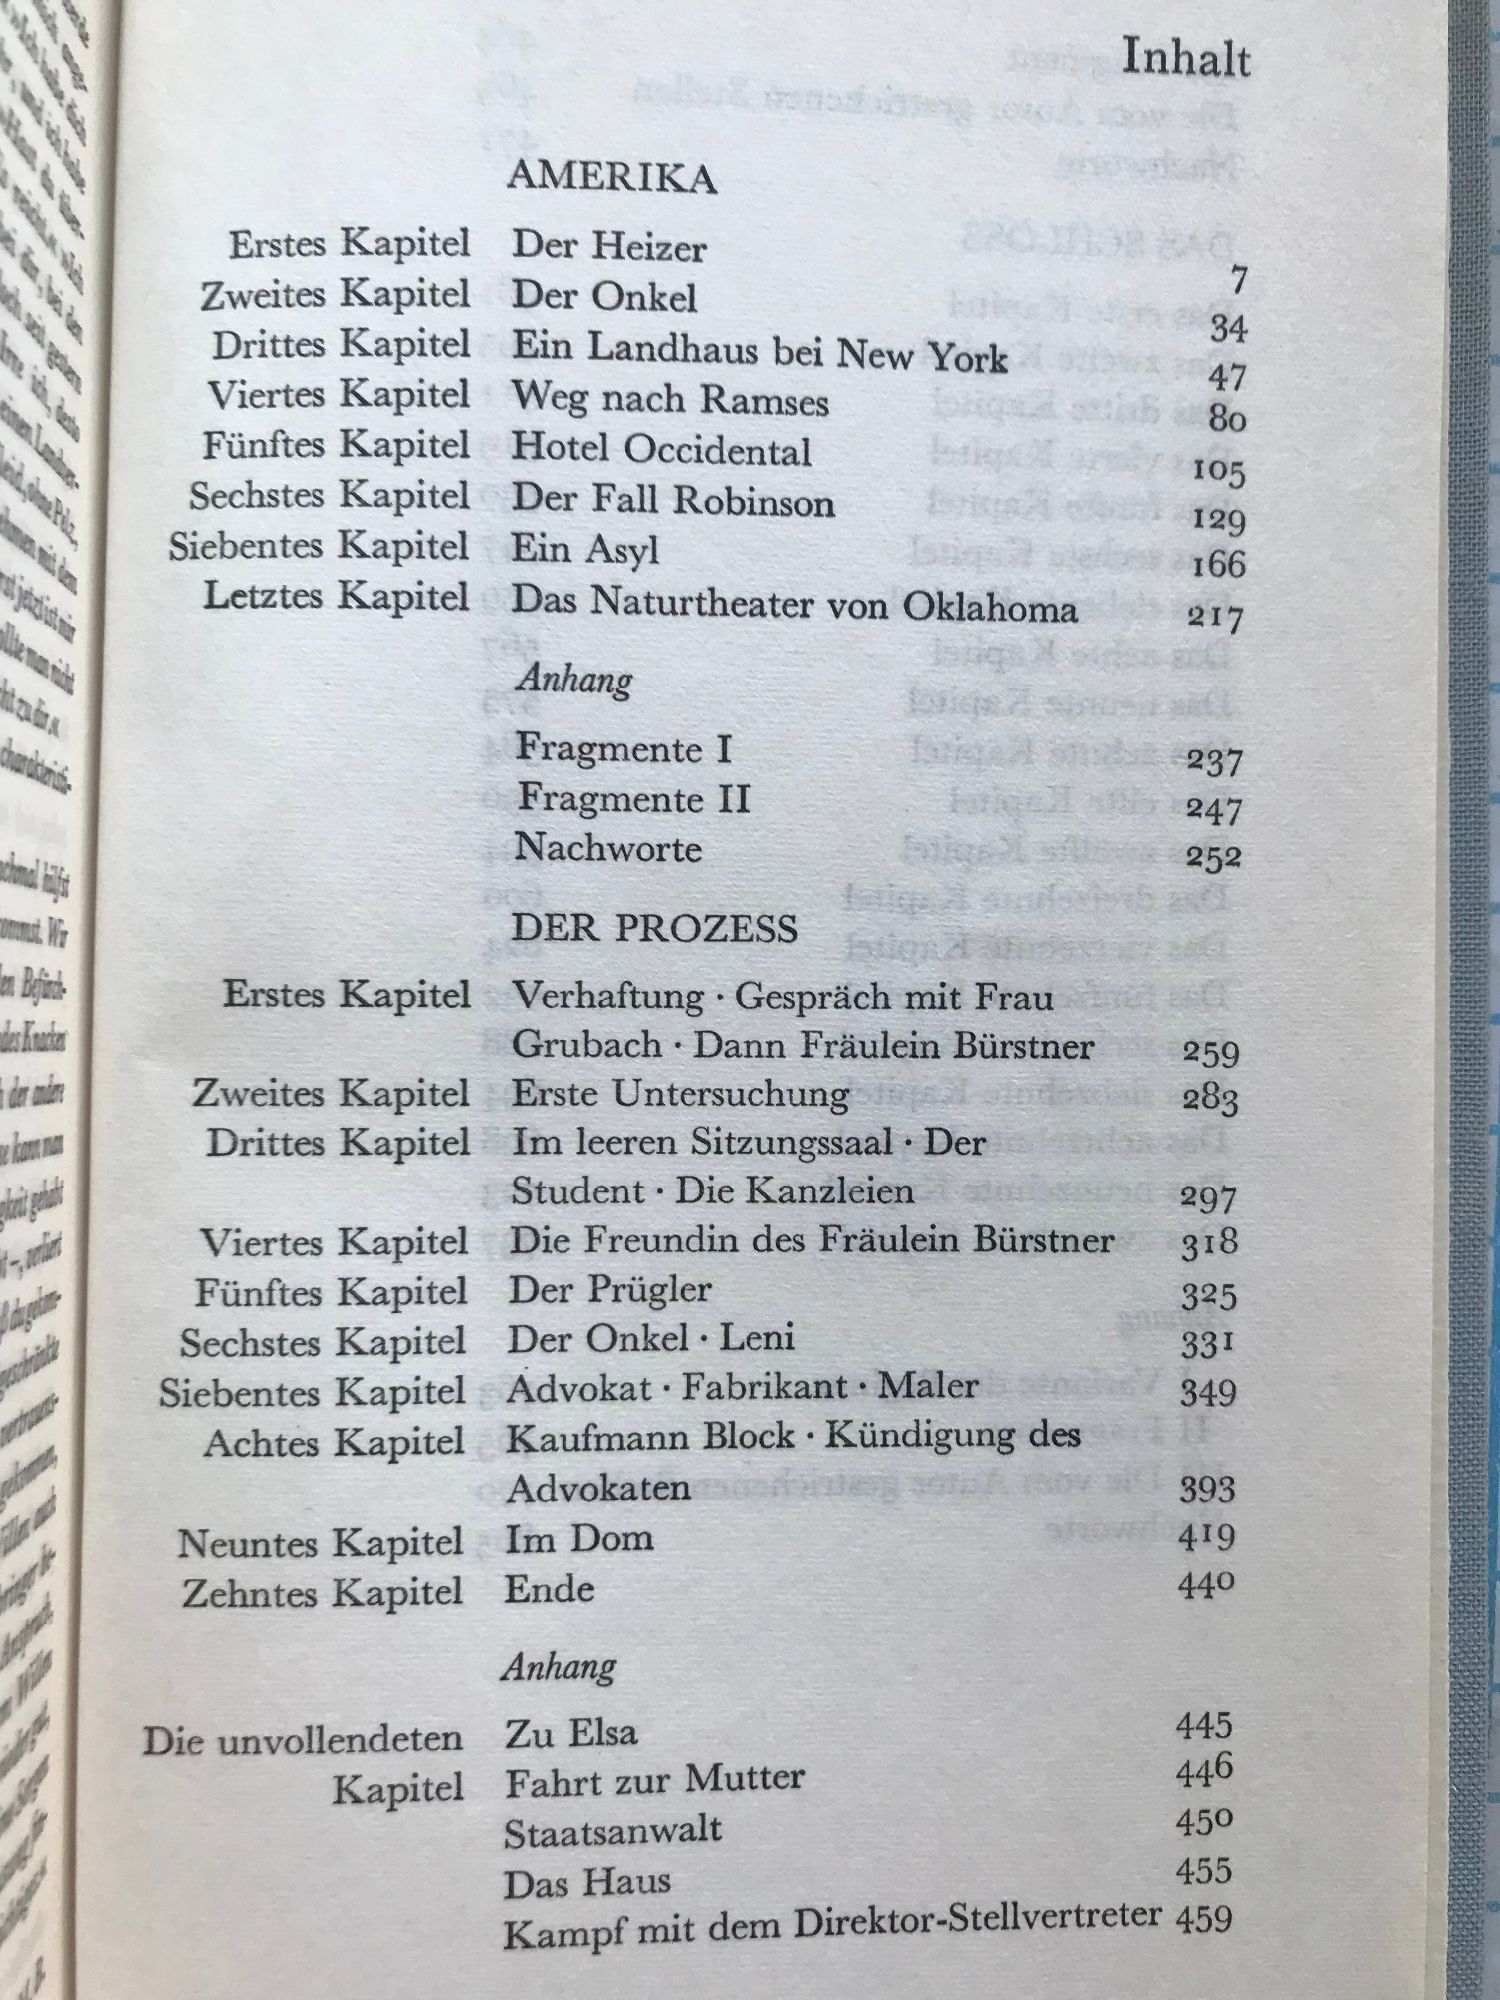 Inhalt
AMERIKA
Erstes Kapitel Der Heizer 7
Zweites Kapitel Der Onkel 34
Drittes Kapitel Ein Landhaus bei New York 47
Viertes Kapitel Weg nach Ramses 80
Fünftes Kapitel Hotel Occidental 105
Sechstes Kapitel Der Fall Robinson 129
Siebentes Kapitel Ein Asyl 166
Letztes Kapitel Das Naturtheater von Oklahoma 217
Anhang
Fragmente I 237
Fragmente II 247
Nachworte 252
DER PROZESS
Erstes Kapitel Verhaftung · Gespräch mit Frau
Grubach · Dann Fräulein Bürstner 259
Zweites Kapitel Erste Untersuchung 283
Drittes Kapitel Im leeren Sitzungssaal · Der
Student · Die Kanzleien 297
Viertes Kapitel Die Freundin des Fräulein Bürstner 318
Fünftes Kapitel Der Prügler 325
Sechstes Kapitel Der Onkel · Leni 331
Siebentes Kapitel Advokat · Fabrikant · Maler 349
Achtes Kapitel Kaufmann Block · Kündigung des
Advokaten 393
Neuntes Kapitel Im Dom 419
Zehntes Kapitel Ende 440
Anhang
Die unvollendeten Zu Elsa 445
Kapitel Fahrt zur Mutter 446
Staatsanwalt 450
Das Haus 455
Kampf mit dem Direktor-Stellvertreter 459